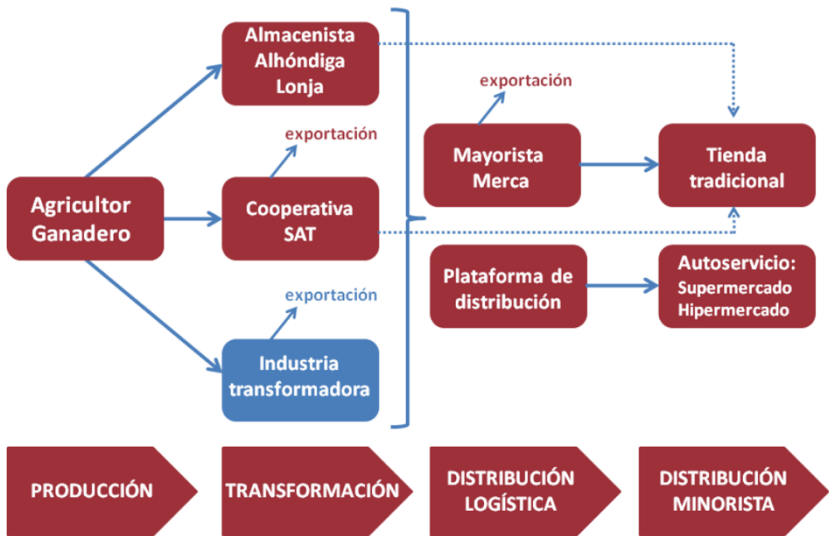 Almacenista
Alhóndiga
Lonja
exportación
exportación
Mayorista
Merca
Tienda
tradicional
Agricultor
Ganadero
Cooperativa
SAT
Plataforma de
distribución
Autoservicio:
Supermercado
Hipermercado
exportación
Industria
transformadora
PRODUCCIÓN
TRANSFORMACIÓN
DISTRIBUCIÓN
LOGÍSTICA
DISTRIBUCIÓN
MINORISTA